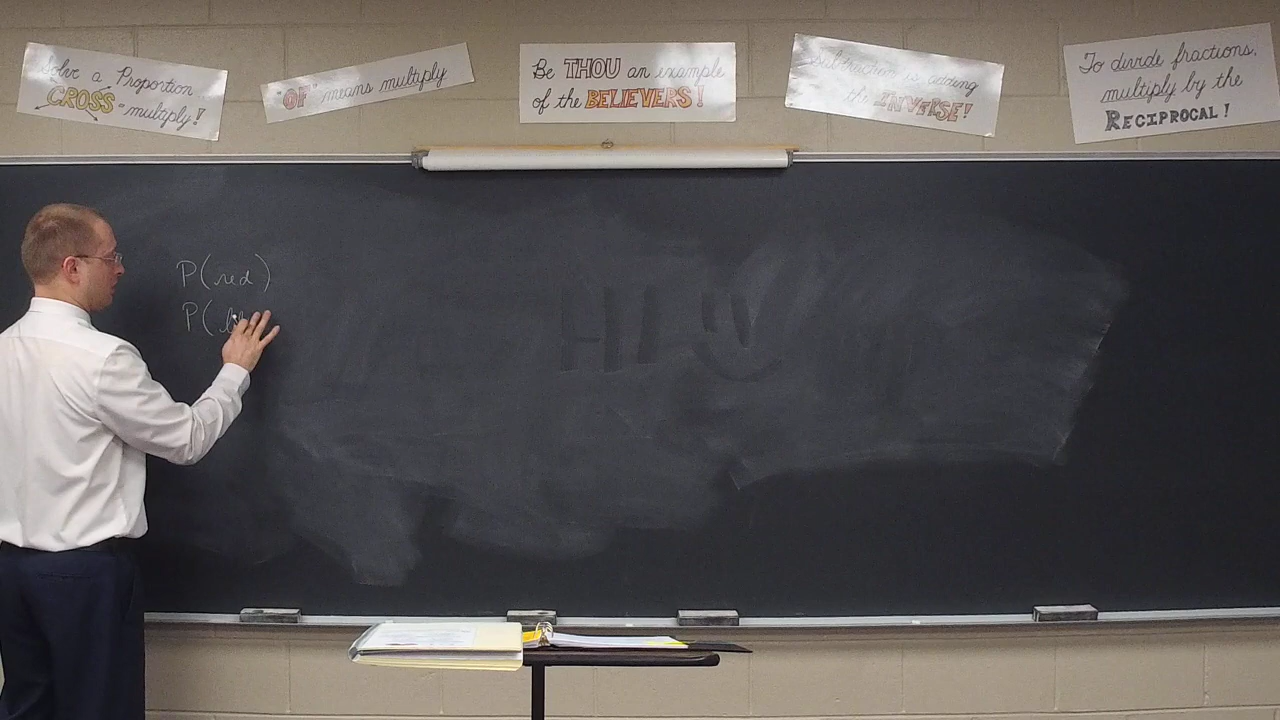 Solve a Proportion
CROSS-multiply!
"OF" means multiply
Be THOU an example
of the BELIEVERS!
Subtraction is adding
the INVERSE!
To divide fractions,
multiply by the
RECIPROCAL!
P(red)
P(
HI